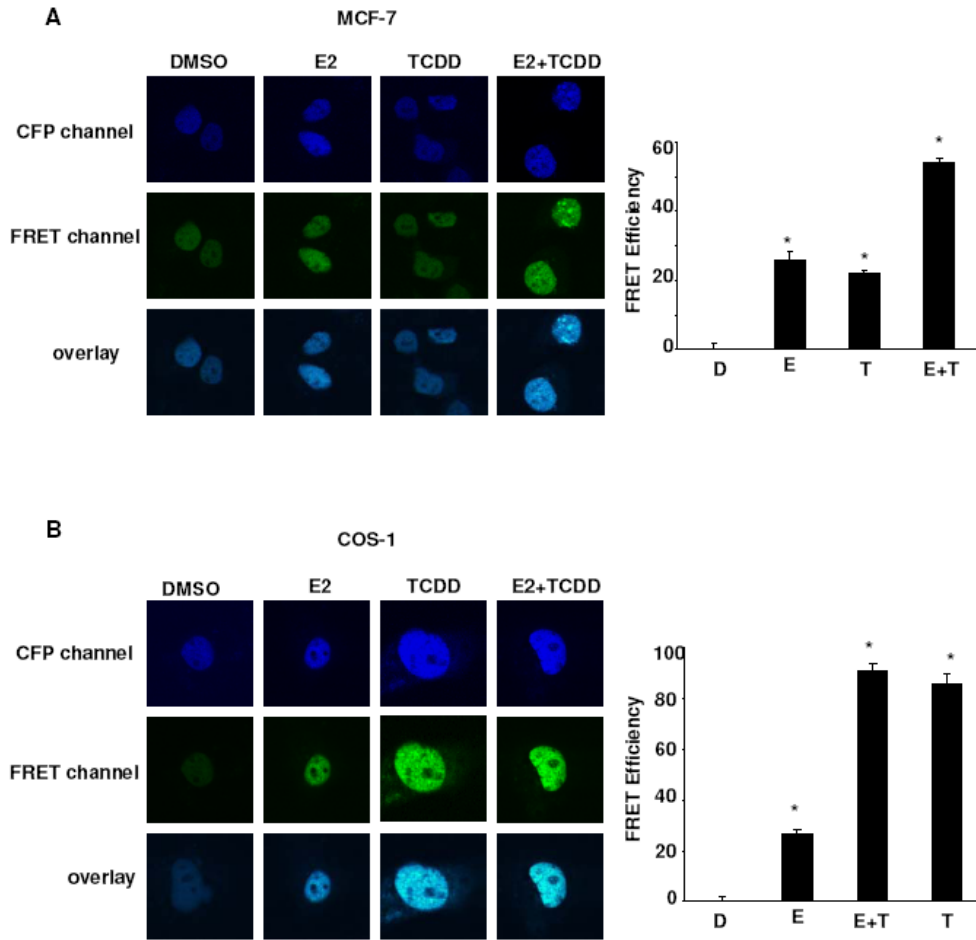 A
MCF-7
DMSO E2 TCDD E2+TCDD
CFP channel
FRET channel
overlay
FRET Efficiency
60
40
20
0
* * *
D E T E+T
B
COS-1
DMSO E2 TCDD E2+TCDD
CFP channel
FRET channel
overlay
FRET Efficiency
100
80
60
40
20
0
* * *
D E E+T T